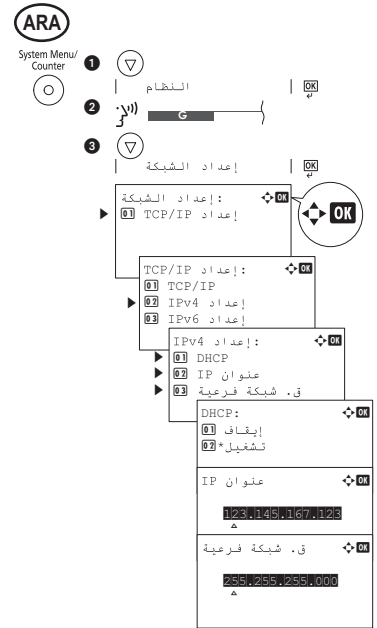 ARA
System Menu/
Counter
1
النظام
OK
2
G
3
إعداد الشبكة
OK
إعداد الشبكة:
OK
OK
01 إعداد TCP/IP
إعداد TCP/IP:
OK
01 TCP/IP
02 إعداد IPv4
03 إعداد IPv6
إعداد IPv4:
OK
01 DHCP
02 عنوان IP
03 ق. شبكة فرعية
DHCP:
OK
01 إيقاف
02 *تشغيل
عنوان IP
OK
123.145.167.123
ق. شبكة فرعية
OK
255.255.255.000